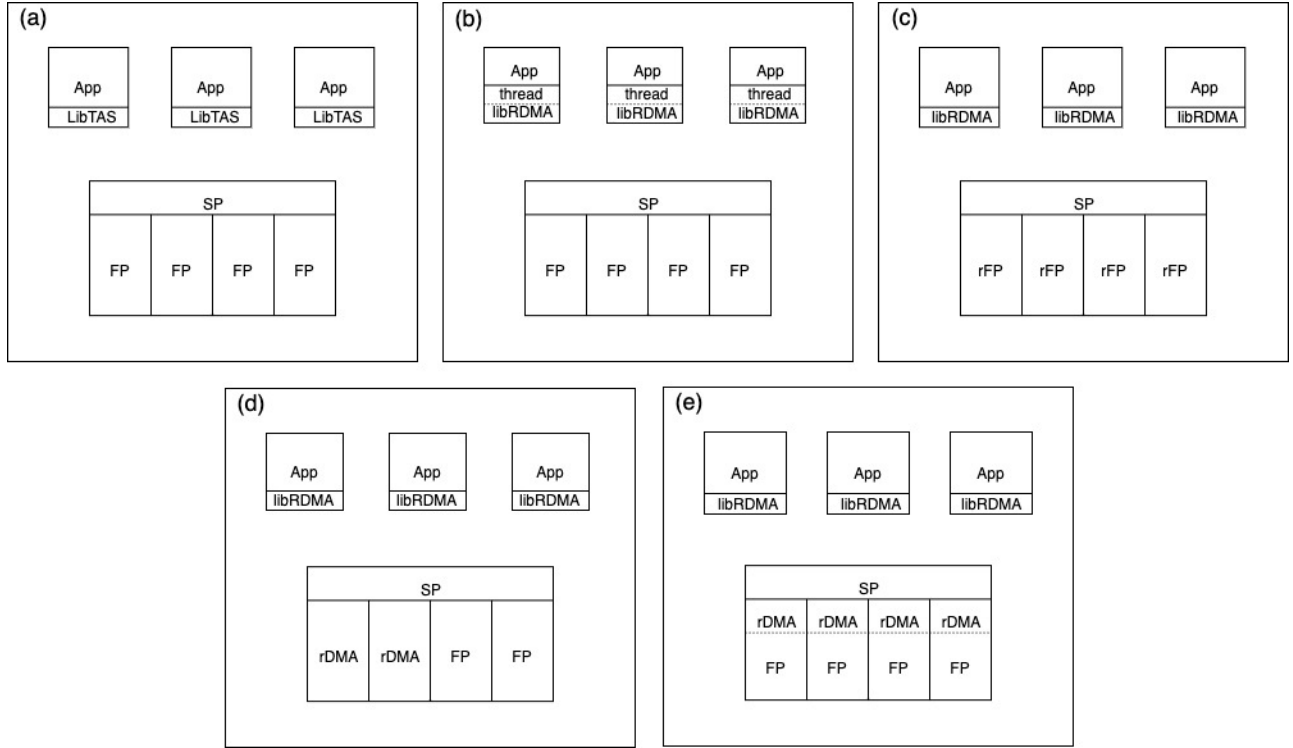 (a)
App App App
LibTAS LibTAS LibTAS
SP
FP FP FP FP
(b)
App App App
thread thread thread
libRDMA libRDMA libRDMA
SP
FP FP FP FP
(c)
App App App
libRDMA libRDMA libRDMA
SP
rFP rFP rFP rFP
(d)
App App App
libRDMA libRDMA libRDMA
SP
rDMA rDMA FP FP
(e)
App App App
libRDMA libRDMA libRDMA
SP
rDMA rDMA rDMA rDMA
FP FP FP FP